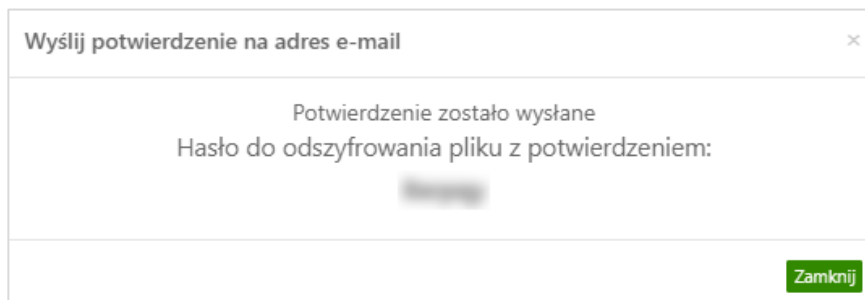 Wyślij potwierdzenie na adres e-mail
×
Potwierdzenie zostało wysłane
Hasło do odszyfrowania pliku z potwierdzeniem:
Zamknij